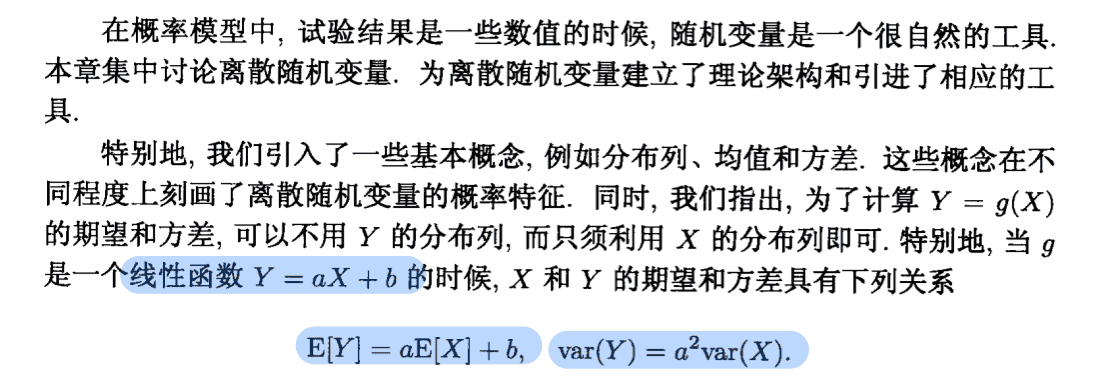 在概率模型中, 试验结果是一些数值的时候, 随机变量是一个很自然的工具.
本章集中讨论离散随机变量. 为离散随机变量建立了理论架构和引进了相应的工
具.
特别地, 我们引入了一些基本概念, 例如分布列、均值和方差. 这些概念在不
同程度上刻画了离散随机变量的概率特征. 同时, 我们指出, 为了计算 Y = g(X)
的期望和方差, 可以不用 Y 的分布列, 而只须利用 X 的分布列即可. 特别地, 当 g
是一个线性函数 Y = aX + b 的时候, X 和 Y 的期望和方差具有下列关系
E[Y] = aE[X] + b, var(Y) = a²var(X).